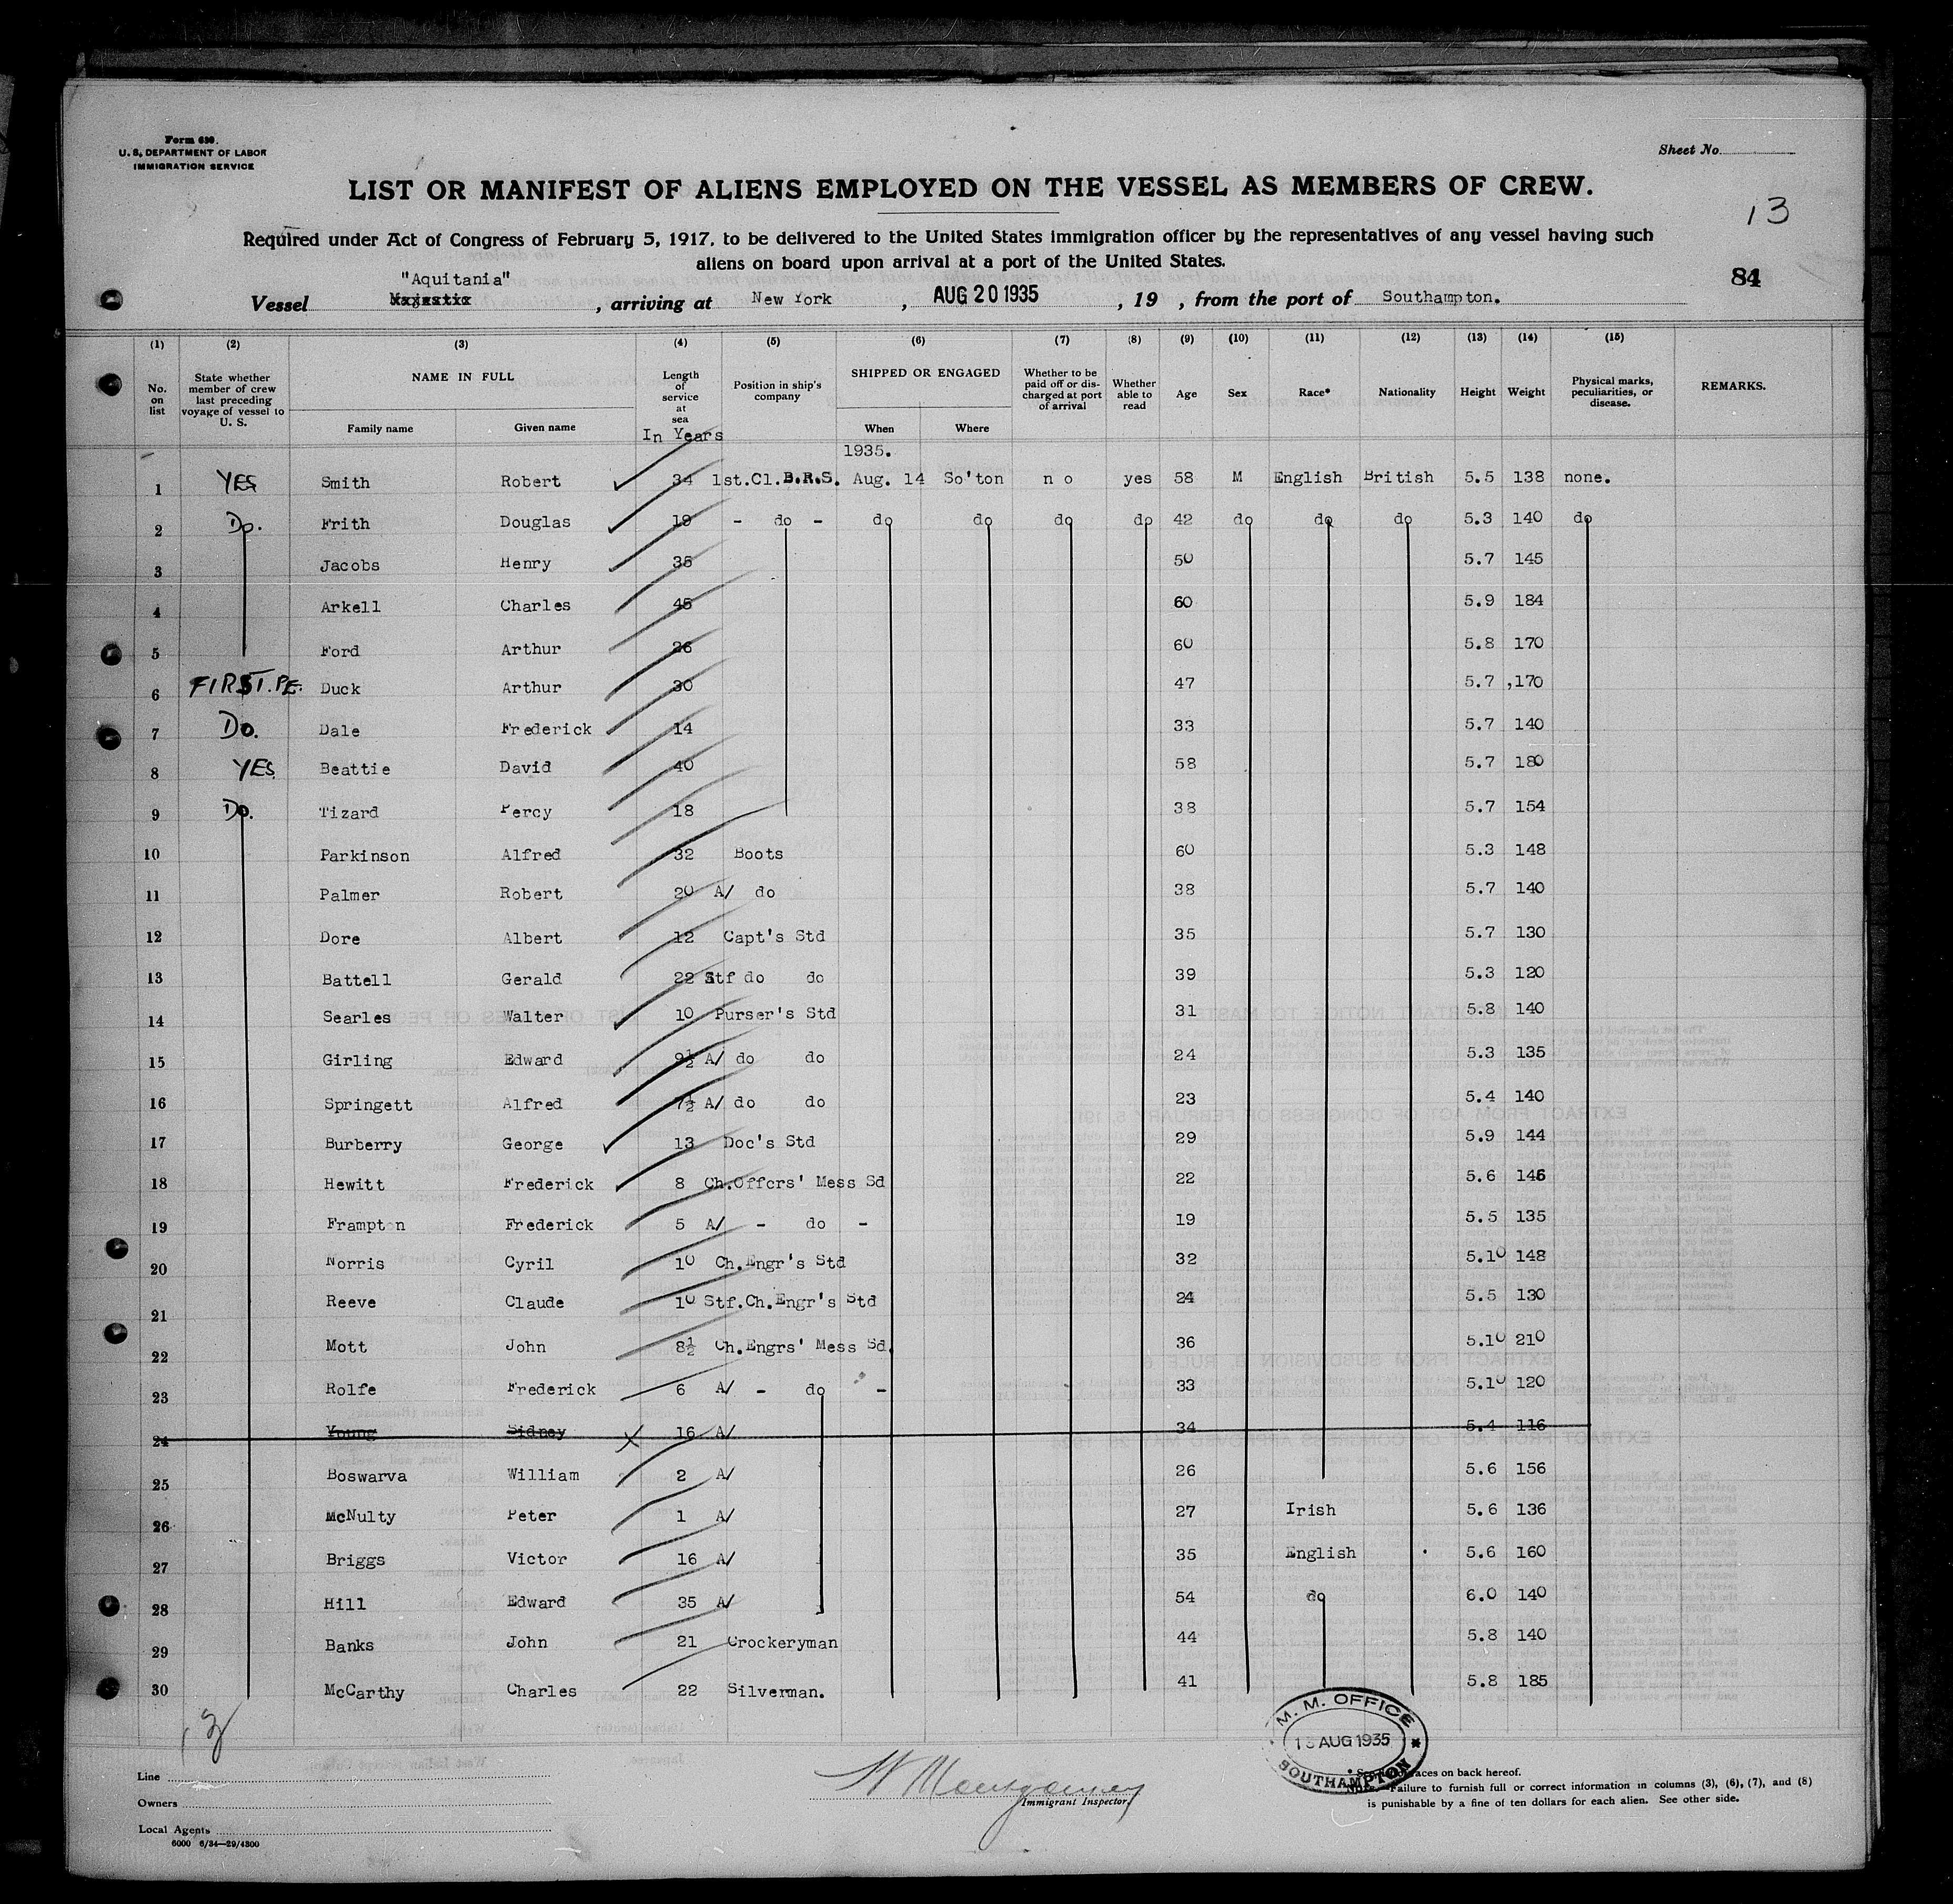 Form 680.
U. S. DEPARTMENT OF LABOR
IMMIGRATION SERVICE
Sheet No.
LIST OR MANIFEST OF ALIENS EMPLOYED ON THE VESSEL AS MEMBERS OF CREW.
13
Required under Act of Congress of February 5, 1917, to be delivered to the United States immigration officer by the representatives of any vessel having such
aliens on board upon arrival at a port of the United States.
84
"Aquitania"
Vessel Majestic , arriving at New York , AUG 20 1935 , 19 , from the port of Southampton.
(1) (2) (3) (4) (5) (6) (7) (8) (9) (10) (11) (12) (13) (14) (15)
No. on list State whether member of crew last preceding voyage of vessel to U. S. NAME IN FULL Family name Given name Length of service at sea In Years Position in ship's company SHIPPED OR ENGAGED When Where Whether to be paid off or discharged at port of arrival Whether able to read Age Sex Race* Nationality Height Weight Physical marks, peculiarities, or disease. REMARKS.
1935.
1 YES Smith Robert 34 1st.Cl.B.R.S. Aug. 14 So'ton n o yes 58 M English British 5.5 138 none.
2 Do. Frith Douglas 19 - do - do do do do 42 do do do 5.3 140 do
3 Jacobs Henry 35 50 5.7 145
4 Arkell Charles 45 60 5.9 184
5 Ford Arthur 26 60 5.8 170
6 FIRST.PE. Duck Arthur 30 47 5.7 ,170
7 Do. Dale Frederick 14 33 5.7 140
8 YES Beattie David 40 58 5.7 180
9 Do. Tizard Percy 18 38 5.7 154
10 Parkinson Alfred 32 Boots 60 5.3 148
11 Palmer Robert 20 A/ do 38 5.7 140
12 Dore Albert 12 Capt's Std 35 5.7 130
13 Battell Gerald 22 Stf do do 39 5.3 120
14 Searles Walter 10 Purser's Std 31 5.8 140
15 Girling Edward 9½ A/ do do 24 5.3 135
16 Springett Alfred 7½ A/ do do 23 5.4 140
17 Burberry George 13 Doc's Std 29 5.9 144
18 Hewitt Frederick 8 Ch.Offcrs' Mess Sd 22 5.6 146
19 Frampton Frederick 5 A/ - do - 19 5.5 135
20 Norris Cyril 10 Ch.Engr's Std 32 5.10 148
21 Reeve Claude 10 Stf.Ch.Engr's Std 24 5.5 130
22 Mott John 8½ Ch.Engrs' Mess Sd. 36 5.10 210
23 Rolfe Frederick 6 A/ - do - 33 5.10 120
24 Young Sidney X 16 A/ 34 5.4 116
25 Boswarva William 2 A/ 26 5.6 156
26 McNulty Peter 1 A/ 27 Irish 5.6 136
27 Briggs Victor 16 A/ 35 English 5.6 160
28 Hill Edward 35 A/ 54 do 6.0 140
29 Banks John 21 Crockeryman 44 5.8 140
30 McCarthy Charles 22 Silverman. 41 5.8 185
M. M. OFFICE
13 AUG 1935
SOUTHAMPTON
Line
Owners
Local Agents
6000 6/34—29/4300
W Montgomery
Immigrant Inspector.
races on back hereof.
Failure to furnish full or correct information in columns (3), (6), (7), and (8)
is punishable by a fine of ten dollars for each alien. See other side.